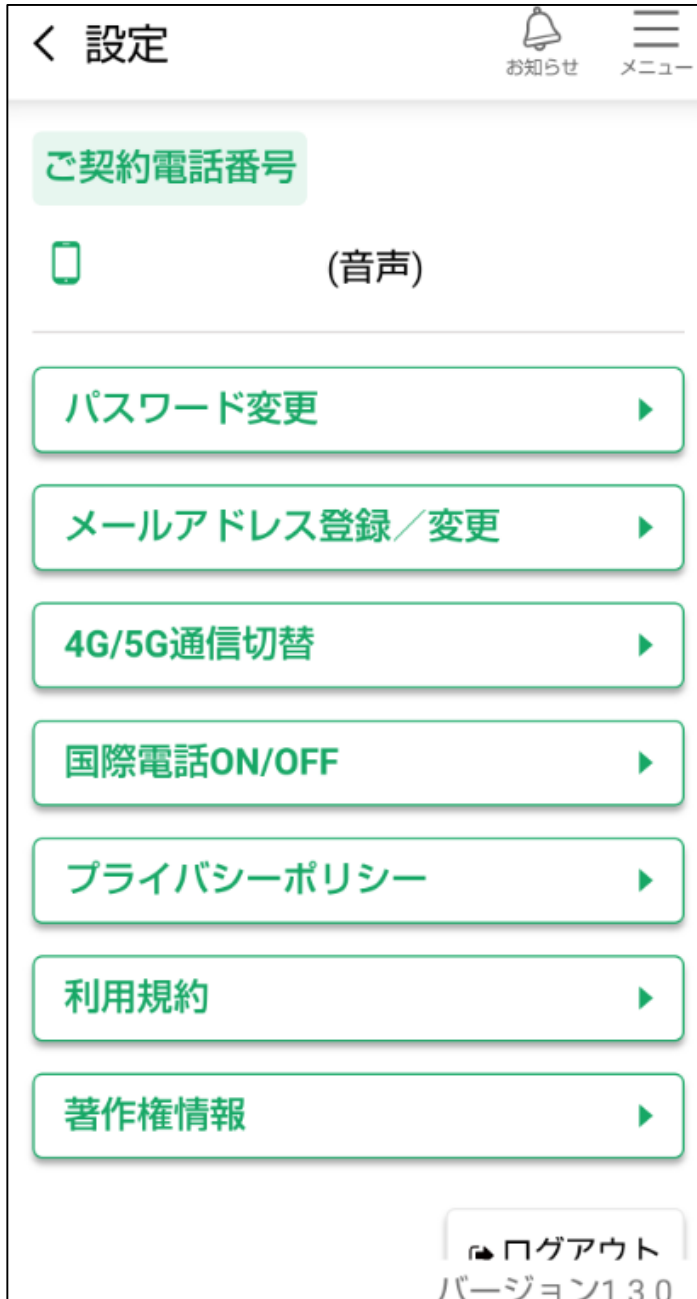 設定
お知らせ
メニュー
ご契約電話番号
(音声)
パスワード変更
メールアドレス登録／変更
4G/5G通信切替
国際電話ON/OFF
プライバシーポリシー
利用規約
著作権情報
ログアウト
バージョン1.3.0